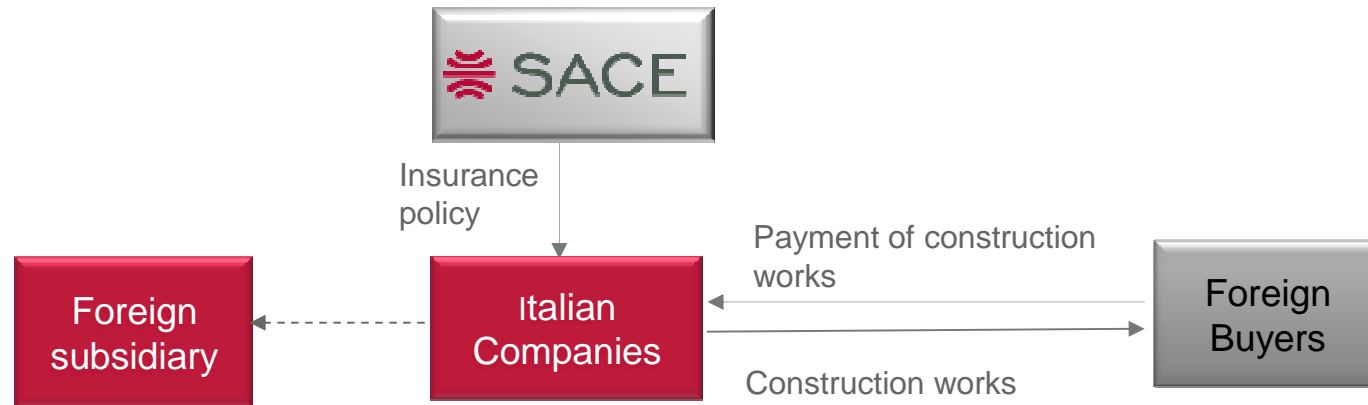 SACE
Insurance
policy
Payment of construction
works
Foreign
subsidiary
Italian
Companies
Foreign
Buyers
Construction works